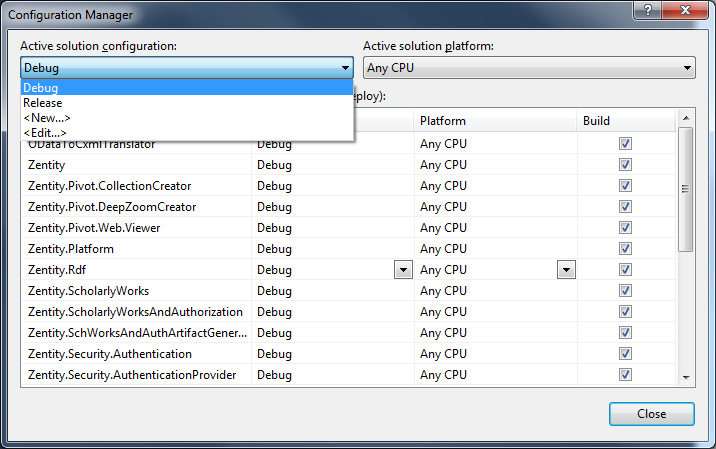 Configuration Manager
Active solution configuration: Active solution platform:
Debug Any CPU
Debug
Release eploy):
<New...>
<Edit...> Platform Build
ODataToCxmlTranslator Debug Any CPU
Zentity Debug Any CPU
Zentity.Pivot.CollectionCreator Debug Any CPU
Zentity.Pivot.DeepZoomCreator Debug Any CPU
Zentity.Pivot.Web.Viewer Debug Any CPU
Zentity.Platform Debug Any CPU
Zentity.Rdf Debug Any CPU
Zentity.ScholarlyWorks Debug Any CPU
Zentity.ScholarlyWorksAndAuthorization Debug Any CPU
Zentity.SchWorksAndAuthArtifactGener... Debug Any CPU
Zentity.Security.Authentication Debug Any CPU
Zentity.Security.AuthenticationProvider Debug Any CPU
Close